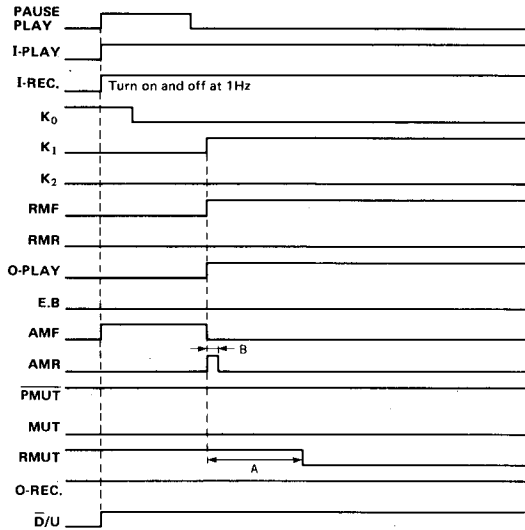 PAUSE
PLAY
I-PLAY
I-REC.
Turn on and off at 1Hz
K₀
K₁
K₂
RMF
RMR
O-PLAY
E.B
AMF
B
AMR
P̅M̅U̅T̅
MUT
RMUT
A
O-REC.
D̅/U